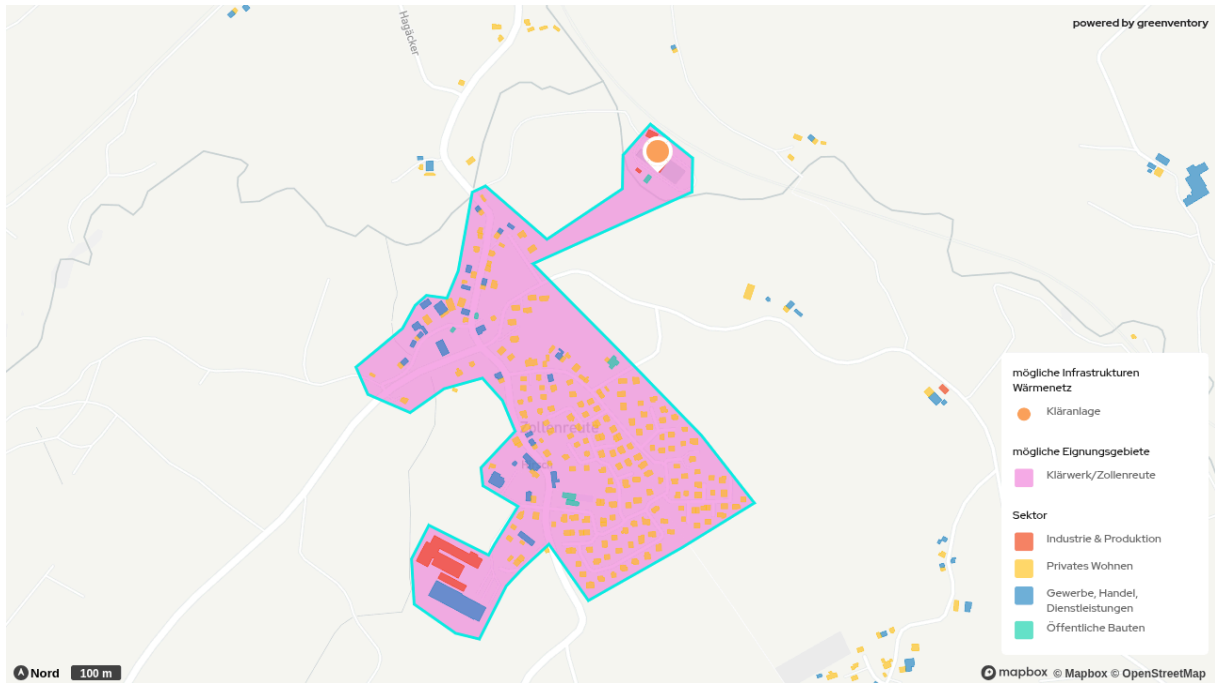 Hagäcker
powered by greenventory
Zollenreute
mögliche Infrastrukturen
Wärmenetz
Kläranlage
mögliche Eignungsgebiete
Klärwerk/Zollenreute
Sektor
Industrie & Produktion
Privates Wohnen
Gewerbe, Handel,
Dienstleistungen
Öffentliche Bauten
Nord
100 m
mapbox © Mapbox © OpenStreetMap